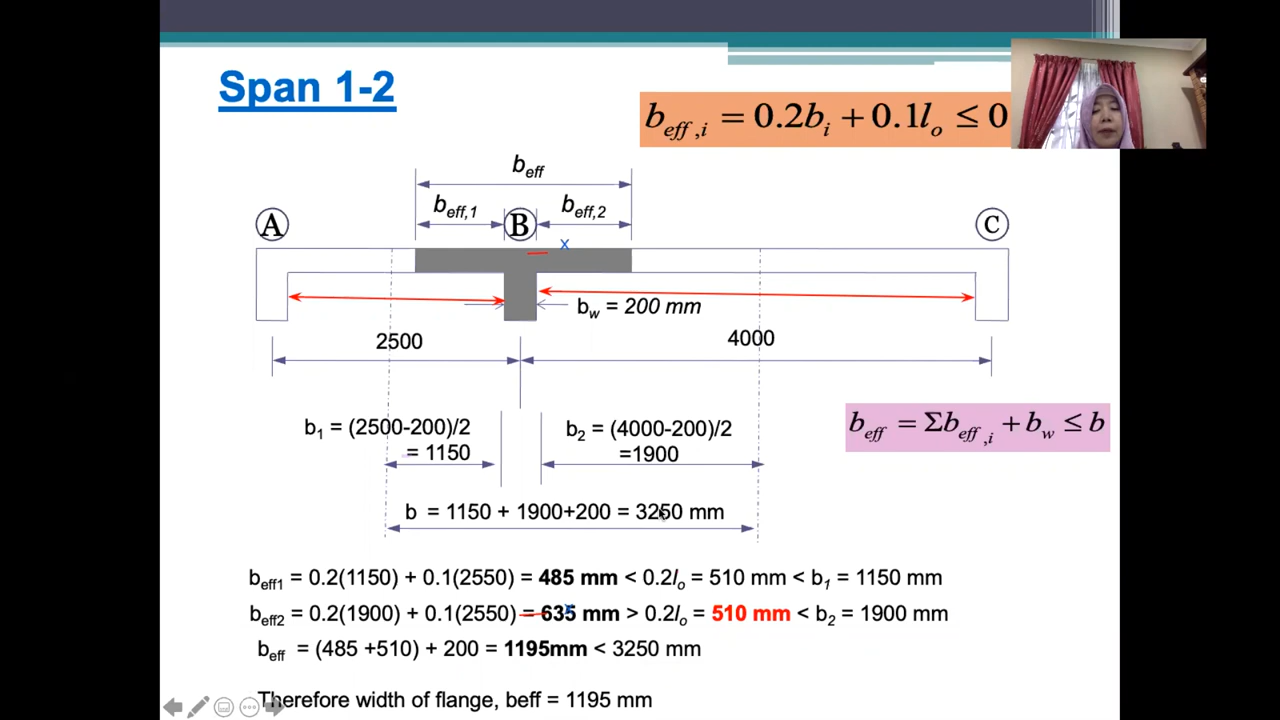 Span 1-2
b_eff,i = 0.2b_i + 0.1l_o ≤ 0
b_eff
b_eff,1
b_eff,2
A
B
C
x
b_w = 200 mm
2500
4000
b_1 = (2500-200)/2
= 1150
b_2 = (4000-200)/2
=1900
b_eff = Σb_eff,i + b_w ≤ b
b = 1150 + 1900+200 = 3250 mm
b_eff1 = 0.2(1150) + 0.1(2550) = 485 mm < 0.2l_o = 510 mm < b_1 = 1150 mm
b_eff2 = 0.2(1900) + 0.1(2550) = 635 mm > 0.2l_o = 510 mm < b_2 = 1900 mm
b_eff = (485 +510) + 200 = 1195mm < 3250 mm
Therefore width of flange, beff = 1195 mm